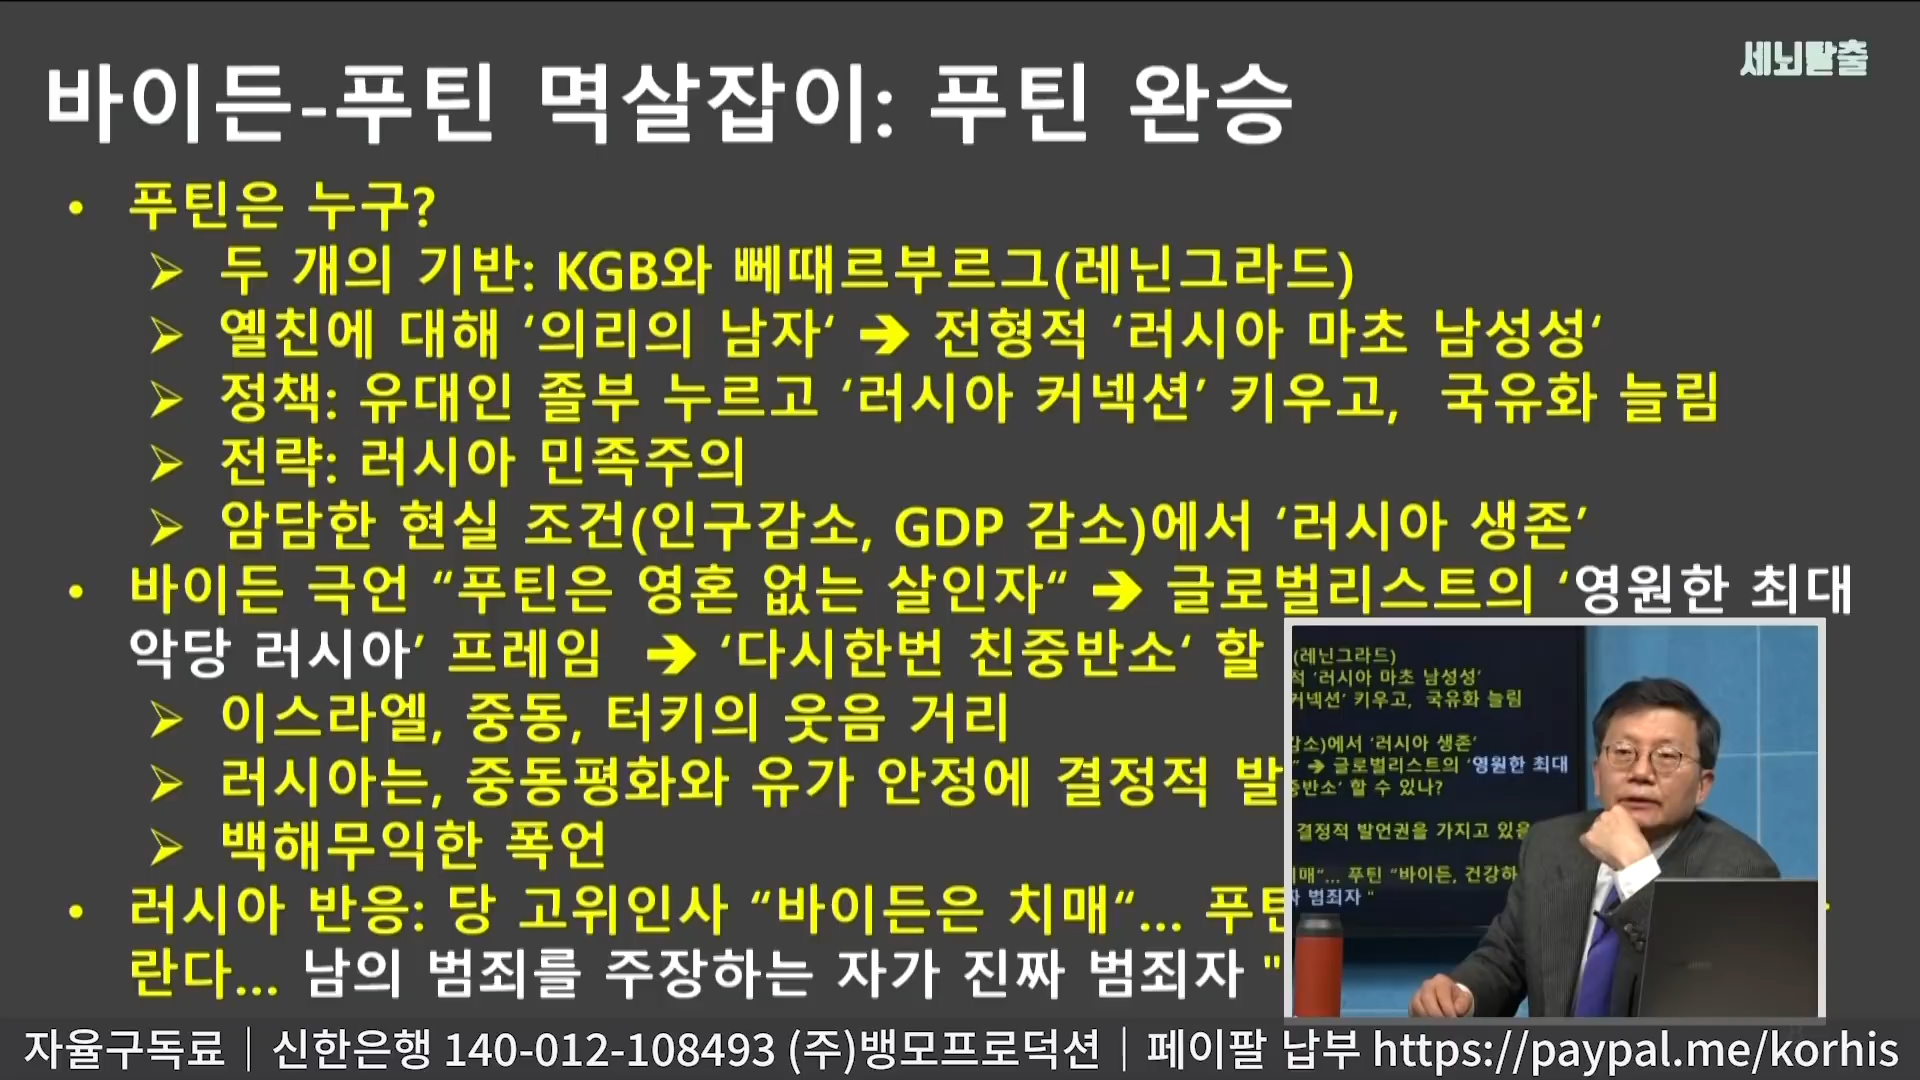 세뇌탈출
바이든-푸틴 멱살잡이: 푸틴 완승
• 푸틴은 누구?
➢ 두 개의 기반: KGB와 뻬때르부르그(레닌그라드)
➢ 옐친에 대해 ‘의리의 남자‘ ➔ 전형적 ‘러시아 마초 남성성‘
➢ 정책: 유대인 졸부 누르고 ‘러시아 커넥션’ 키우고, 국유화 늘림
➢ 전략: 러시아 민족주의
➢ 암담한 현실 조건(인구감소, GDP 감소)에서 ‘러시아 생존’
• 바이든 극언 “푸틴은 영혼 없는 살인자“ ➔ 글로벌리스트의 ‘영원한 최대
악당 러시아’ 프레임 ➔ ‘다시한번 친중반소‘ 할
➢ 이스라엘, 중동, 터키의 웃음 거리
➢ 러시아는, 중동평화와 유가 안정에 결정적 발
➢ 백해무익한 폭언
• 러시아 반응: 당 고위인사 “바이든은 치매“... 푸틴
란다... 남의 범죄를 주장하는 자가 진짜 범죄자 "
(레닌그라드)
적 ‘러시아 마초 남성성’
커넥션’ 키우고, 국유화 늘림
감소)에서 ‘러시아 생존’
” ➔ 글로벌리스트의 ‘영원한 최대
중반소’ 할 수 있나?
결정적 발언권을 가지고 있음
치매“... 푸틴 “바이든, 건강하
짜 범죄자 "
자율구독료 | 신한은행 140-012-108493 (주)뱅모프로덕션 | 페이팔 납부 https://paypal.me/korhis